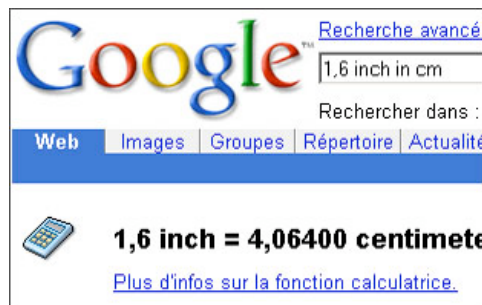 Google™
Recherche avancé
1,6 inch in cm
Rechercher dans :
Web Images Groupes Répertoire Actualité
1,6 inch = 4,06400 centimete
Plus d'infos sur la fonction calculatrice.